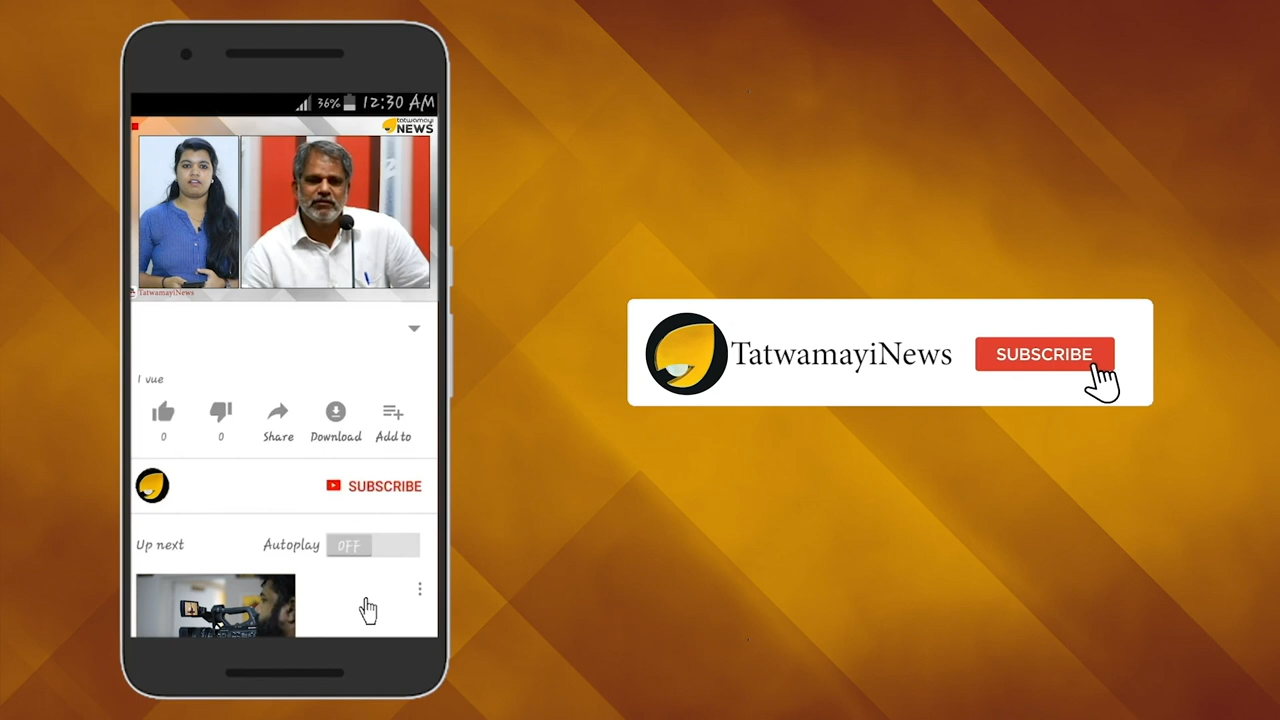 36% 12:30 AM
tatwamayi
NEWS
TatwamayiNews
1 vue
0
0
Share
Download
Add to
SUBSCRIBE
Up next
Autoplay
OFF
TatwamayiNews
SUBSCRIBE